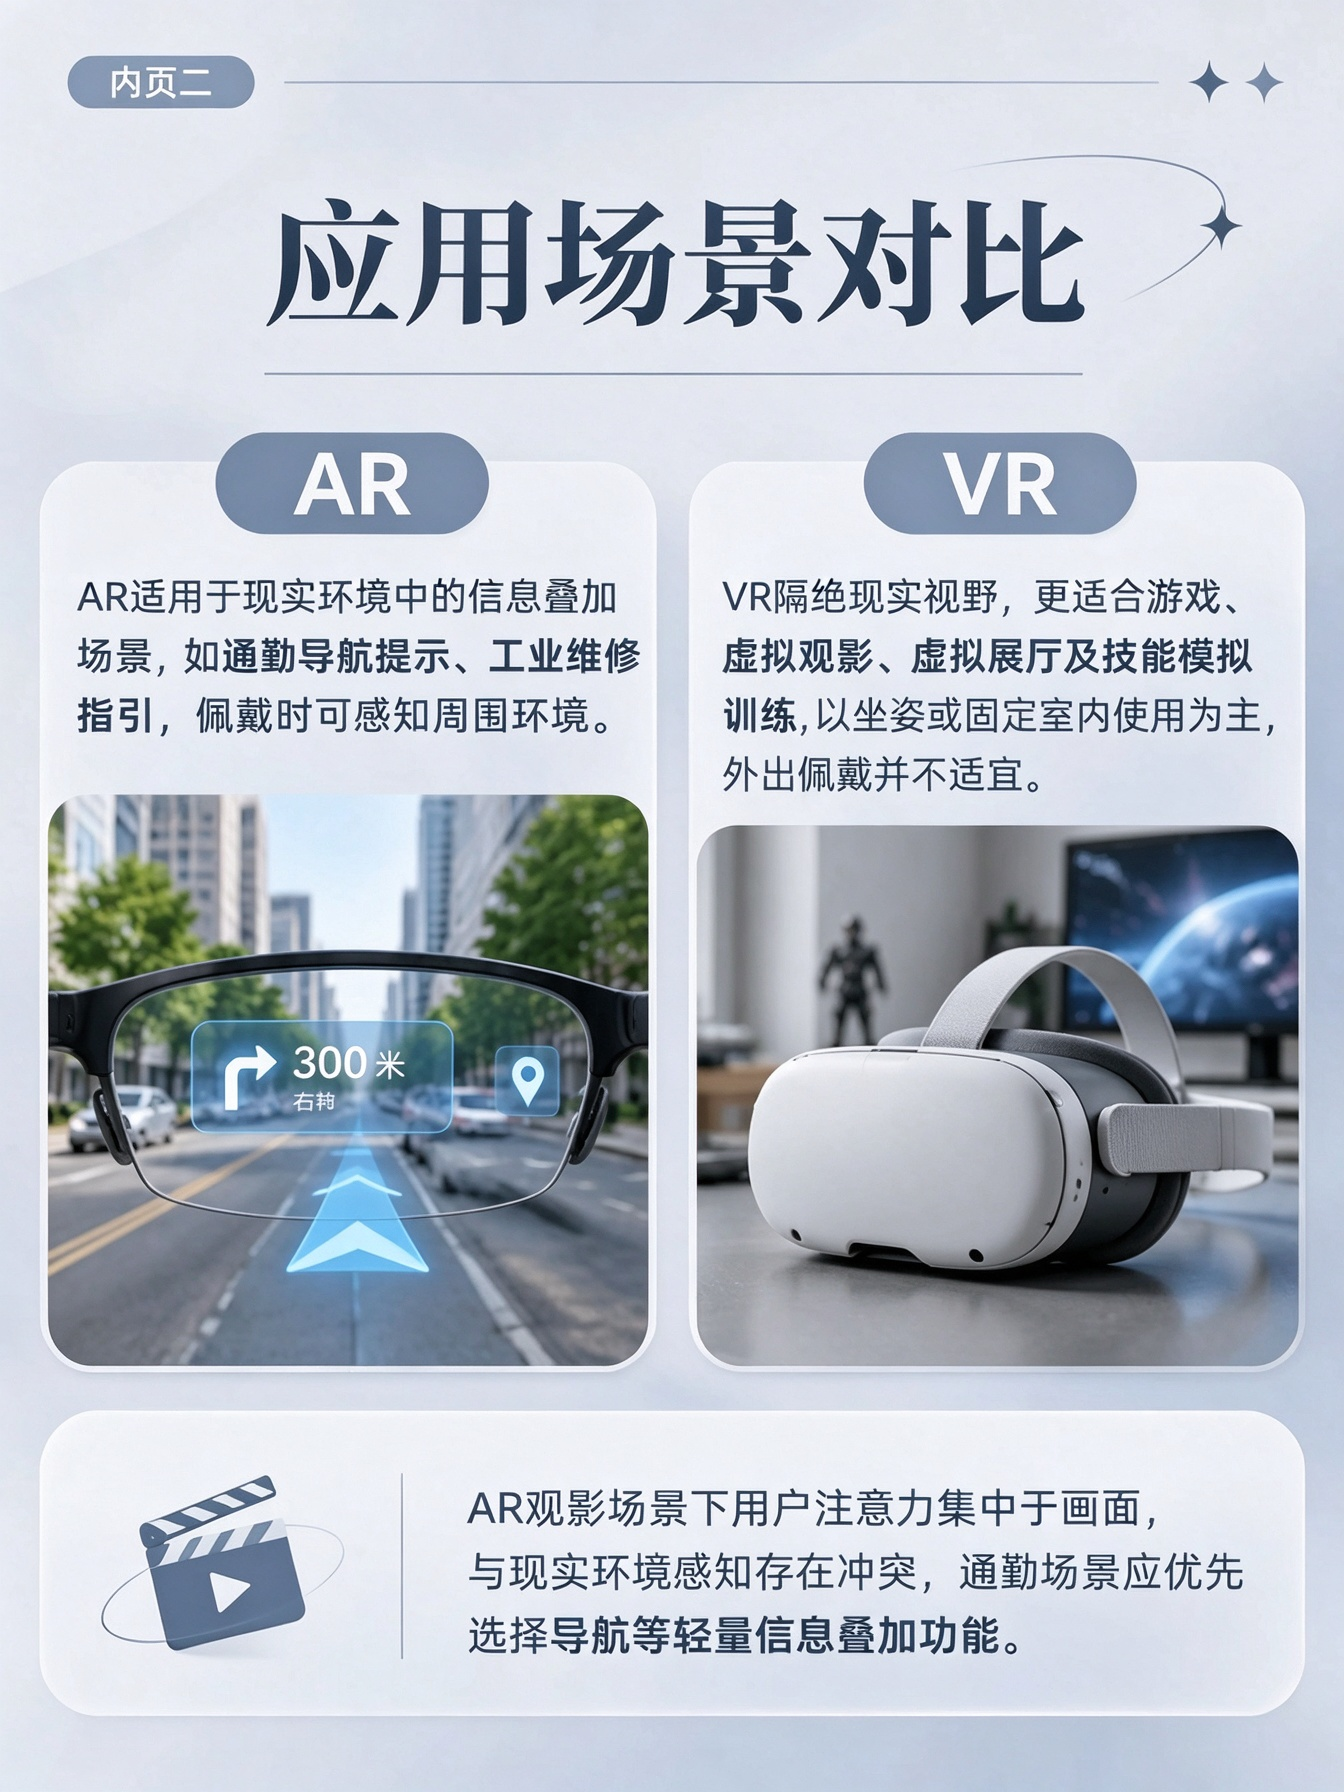 内页二
应用场景对比
AR
AR适用于现实环境中的信息叠加
场景，如通勤导航提示、工业维修
指引，佩戴时可感知周围环境。
VR
VR隔绝现实视野，更适合游戏、
虚拟观影、虚拟展厅及技能模拟
训练，以坐姿或固定室内使用为主，
外出佩戴并不适宜。
300 米
右
AR观影场景下用户注意力集中于画面，
与现实环境感知存在冲突，通勤场景应优先
选择导航等轻量信息叠加功能。